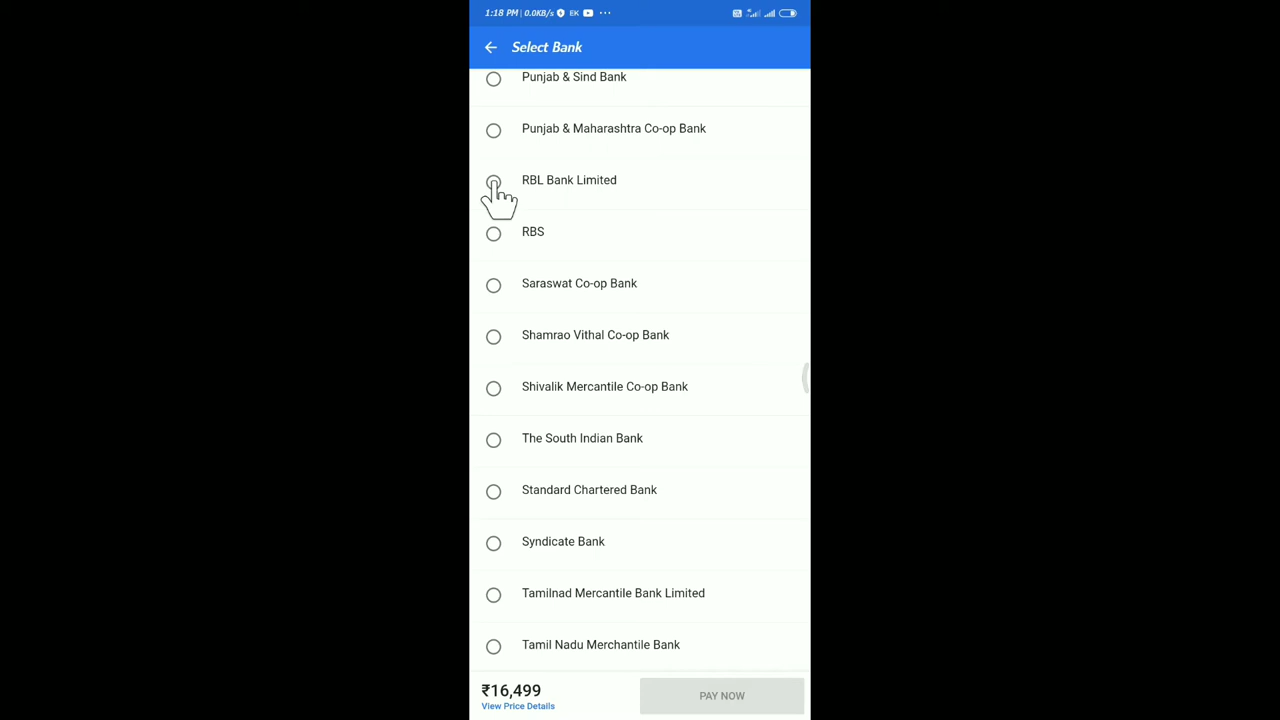 1:18 PM | 0.0KB/s EK ...
Select Bank
Punjab & Sind Bank
Punjab & Maharashtra Co-op Bank
RBL Bank Limited
RBS
Saraswat Co-op Bank
Shamrao Vithal Co-op Bank
Shivalik Mercantile Co-op Bank
The South Indian Bank
Standard Chartered Bank
Syndicate Bank
Tamilnad Mercantile Bank Limited
Tamil Nadu Merchantile Bank
₹16,499
PAY NOW
View Price Details